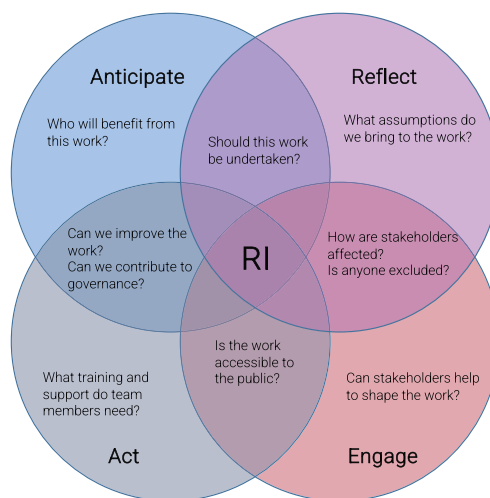 Anticipate
Reflect
Who will benefit from
this work?
What assumptions do
we bring to the work?
Should this work
be undertaken?
Can we improve the
work?
Can we contribute to
governance?
RI
How are stakeholders
affected?
Is anyone excluded?
Is the work
accessible to
the public?
What training and
support do team
members need?
Can stakeholders help
to shape the work?
Act
Engage